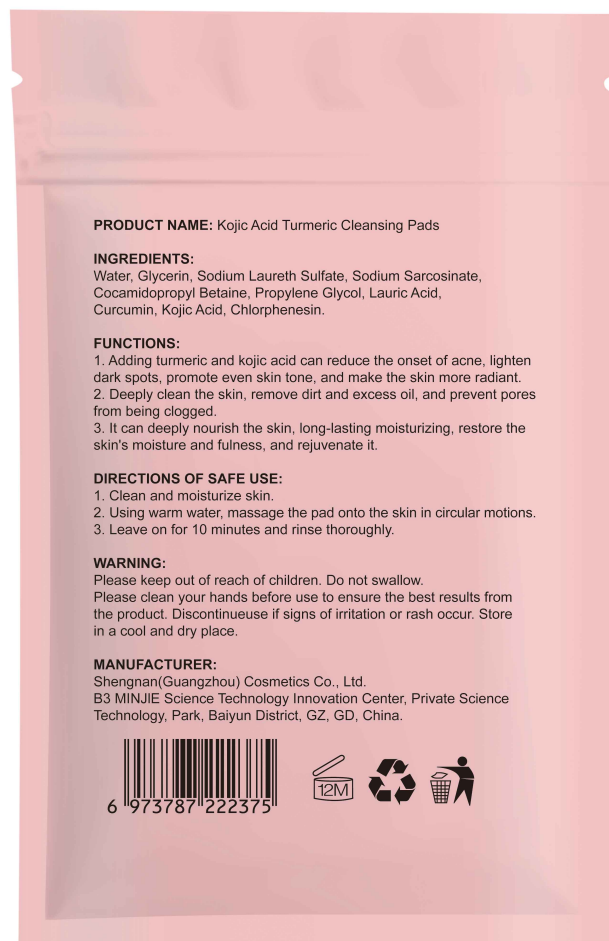 PRODUCT NAME: Kojic Acid Turmeric Cleansing Pads
INGREDIENTS:
Water, Glycerin, Sodium Laureth Sulfate, Sodium Sarcosinate,
Cocamidopropyl Betaine, Propylene Glycol, Lauric Acid,
Curcumin, Kojic Acid, Chlorphenesin.
FUNCTIONS:
1. Adding turmeric and kojic acid can reduce the onset of acne, lighten
dark spots, promote even skin tone, and make the skin more radiant.
2. Deeply clean the skin, remove dirt and excess oil, and prevent pores
from being clogged.
3. It can deeply nourish the skin, long-lasting moisturizing, restore the
skin's moisture and fulness, and rejuvenate it.
DIRECTIONS OF SAFE USE:
1. Clean and moisturize skin.
2. Using warm water, massage the pad onto the skin in circular motions.
3. Leave on for 10 minutes and rinse thoroughly.
WARNING:
Please keep out of reach of children. Do not swallow.
Please clean your hands before use to ensure the best results from
the product. Discontinueuse if signs of irritation or rash occur. Store
in a cool and dry place.
MANUFACTURER:
Shengnan(Guangzhou) Cosmetics Co., Ltd.
B3 MINJIE Science Technology Innovation Center, Private Science
Technology, Park, Baiyun District, GZ, GD, China.
12M
6 973787 222375